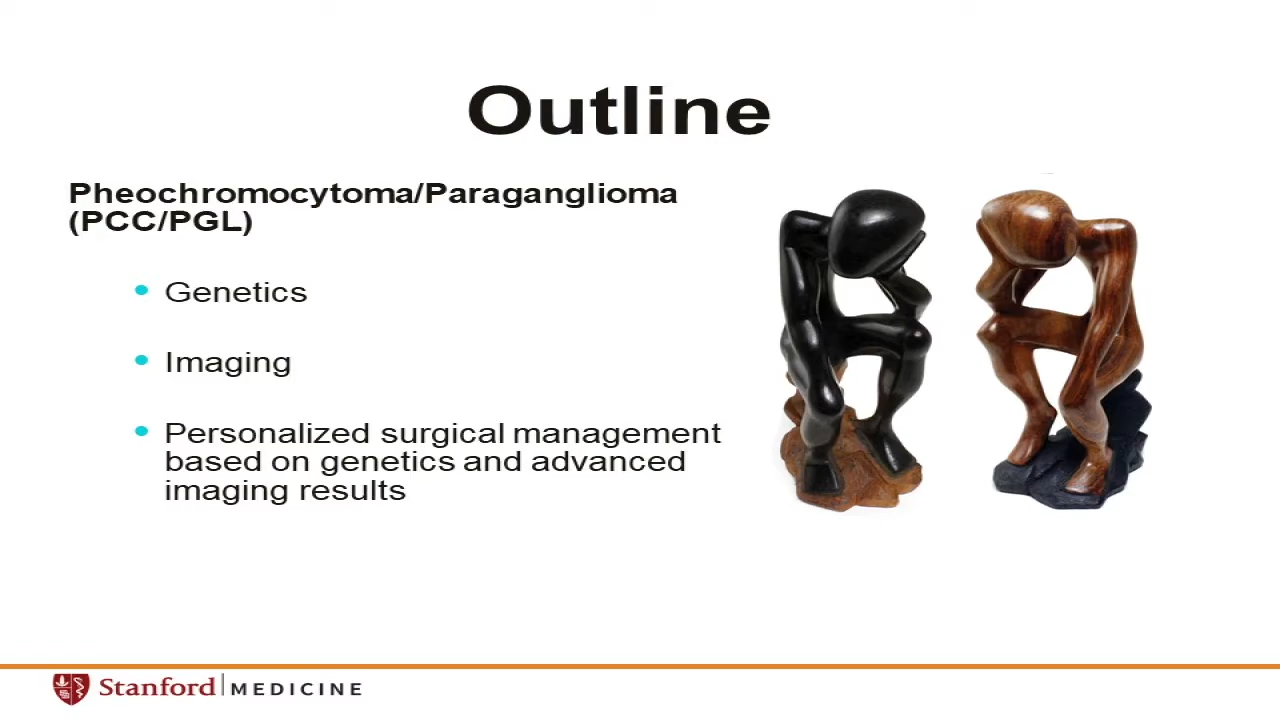 Outline
Pheochromocytoma/Paraganglioma
(PCC/PGL)
Genetics
Imaging
Personalized surgical management
based on genetics and advanced
imaging results
Stanford MEDICINE